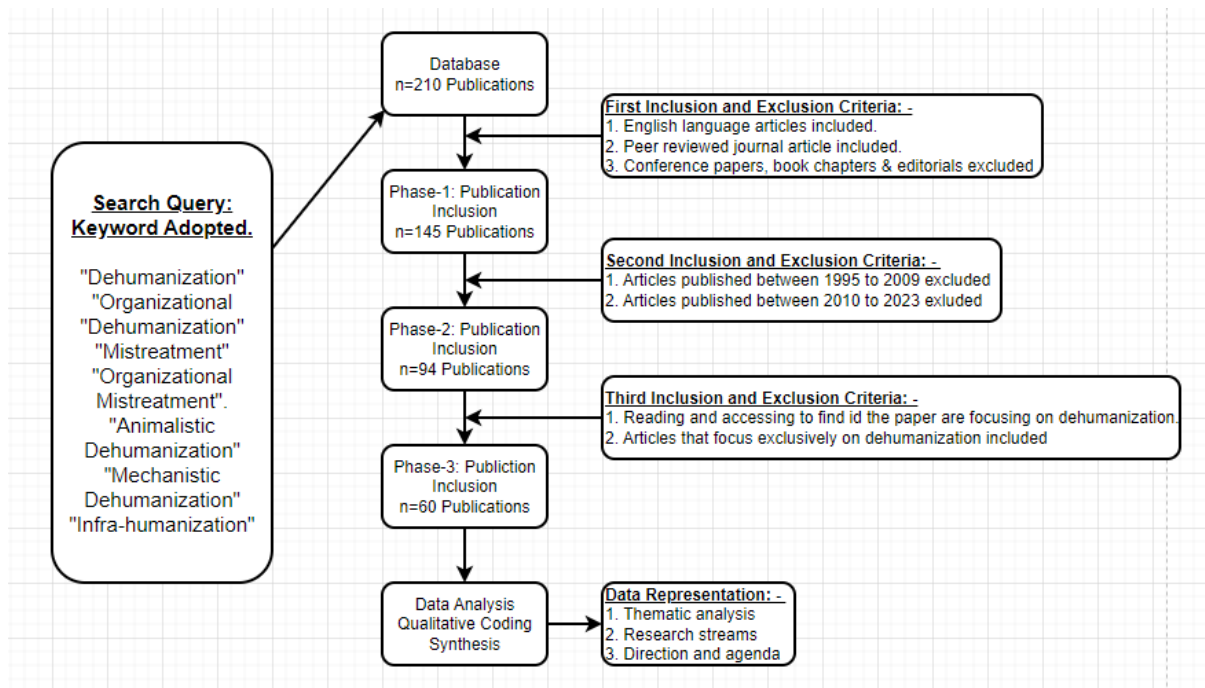 Database
n=210 Publications
First Inclusion and Exclusion Criteria: -
1. English language articles included.
2. Peer reviewed journal article included.
3. Conference papers, book chapters & editorials excluded
Search Query:
Keyword Adopted.
"Dehumanization"
"Organizational
"Dehumanization"
"Mistreatment"
"Organizational
Mistreatment".
"Animalistic
Dehumanization"
"Mechanistic
Dehumanization"
"Infra-humanization"
Phase-1: Publication
Inclusion
n=145 Publications
Second Inclusion and Exclusion Criteria: -
1. Articles published between 1995 to 2009 excluded
2. Articles published between 2010 to 2023 exluded
Phase-2: Publication
Inclusion
n=94 Publications
Third Inclusion and Exclusion Criteria: -
1. Reading and accessing to find id the paper are focusing on dehumanization.
2. Articles that focus exclusively on dehumanization included
Phase-3: Publiction
Inclusion
n=60 Publications
Data Analysis
Qualitative Coding
Synthesis
Data Representation: -
1. Thematic analysis
2. Research streams
3. Direction and agenda